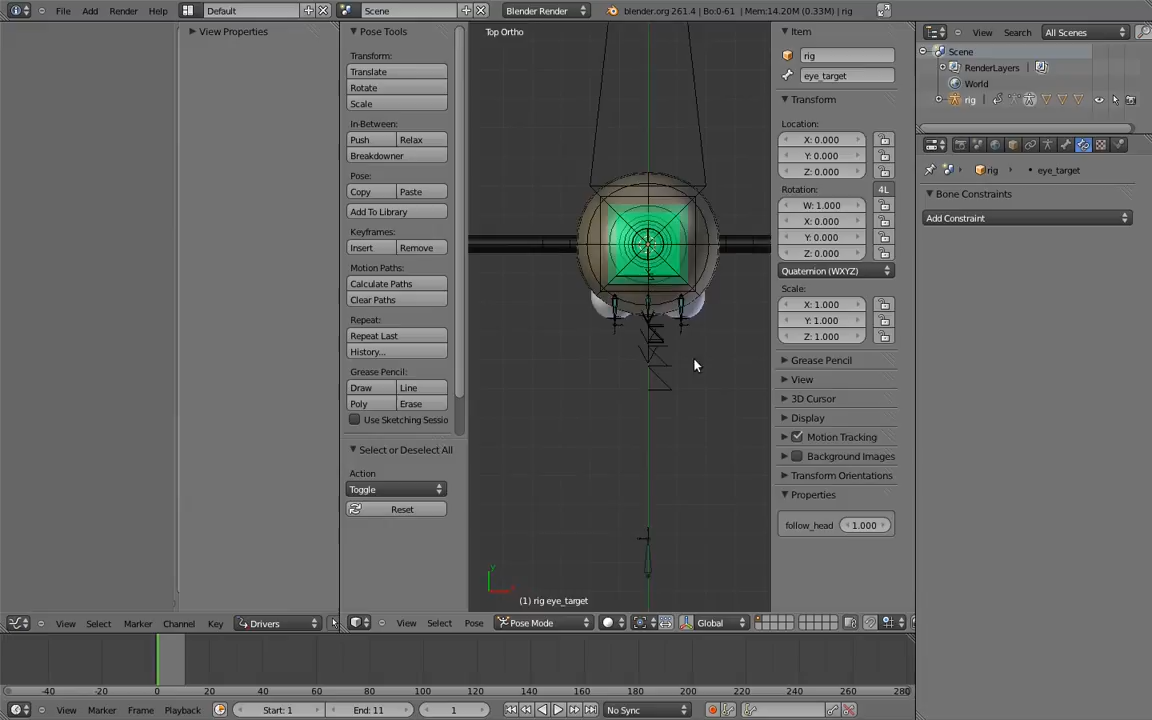 File Add Render Help Default Scene Blender Render blender.org 261.4 | Bo:0-61 | Mem:14.20M (0.33M) | rig
View Properties
Pose Tools
Transform:
Translate
Rotate
Scale
In-Between:
Push Relax
Breakdowner
Pose:
Copy Paste
Add To Library
Keyframes:
Insert Remove
Motion Paths:
Calculate Paths
Clear Paths
Repeat:
Repeat Last
History...
Grease Pencil:
Draw Line
Poly Erase
Use Sketching Sessio
Select or Deselect All
Action
Toggle
Reset
Top Ortho
Y
(1) rig eye_target
Item
rig
eye_target
Transform
Location:
X: 0.000
Y: 0.000
Z: 0.000
Rotation: 4L
W: 1.000
X: 0.000
Y: 0.000
Z: 0.000
Quaternion (WXYZ)
Scale:
X: 1.000
Y: 1.000
Z: 1.000
Grease Pencil
View
3D Cursor
Display
Motion Tracking
Background Images
Transform Orientations
Properties
follow_head 1.000
View Search All Scenes
Scene
RenderLayers |
World
rig |
rig eye_target
Bone Constraints
Add Constraint
View Select Marker Channel Key Drivers
View Select Pose Pose Mode Global
-40 -20 0 20 40 60 80 100 120 140 160 180 200 220 240 260 280
View Marker Frame Playback Start: 1 End: 11 1 No Sync